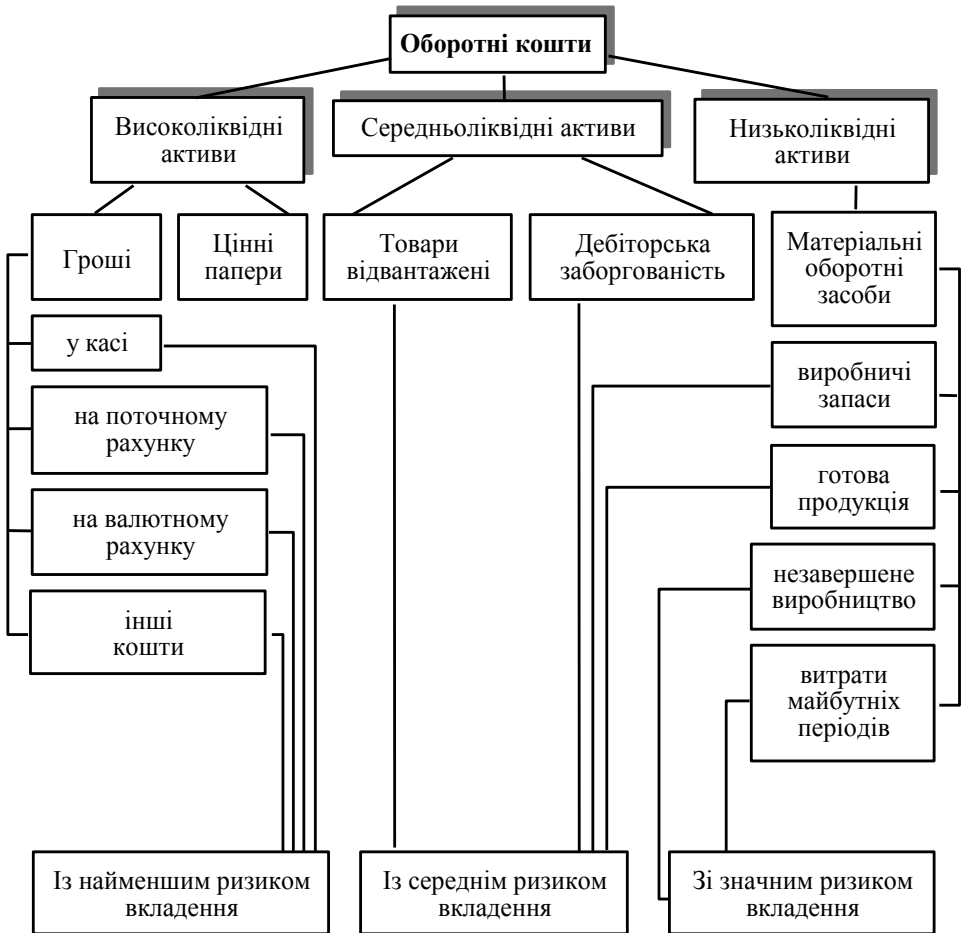 Оборотні кошти
Високоліквідні
активи
Середньоліквідні активи
Низьколіквідні
активи
Гроші
Цінні
папери
Товари
відвантажені
Дебіторська
заборгованість
Матеріальні
оборотні
засоби
у касі
на поточному
рахунку
на валютному
рахунку
інші
кошти
виробничі
запаси
готова
продукція
незавершене
виробництво
витрати
майбутніх
періодів
Із найменшим ризиком
вкладення
Із середнім ризиком
вкладення
Зі значним ризиком
вкладення